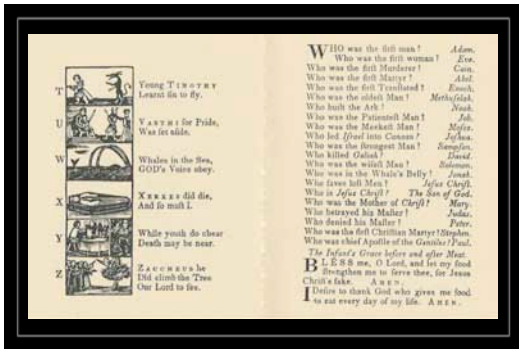 T
Young TIMOTHY
Learnt ſin to fly.
U
VASTHI for Pride,
Was ſet aſide.
W
Whales in the Sea,
GOD's Voice obey.
X
XERXES did die,
And ſo muſt I.
Y
While youth do chear
Death may be near.
Z
ZACCHEUS he
Did climb the Tree
Our Lord to ſee.
WHO was the firſt man? Adam.
Who was the firſt woman? Eve.
Who was the firſt Murderer? Cain.
Who was the firſt Martyr? Abel.
Who was the firſt Tranſlated? Enoch.
Who was the oldeſt Man? Methuſelah.
Who built the Ark? Noah.
Who was the Patienteſt Man? Job.
Who was the Meekeſt Man? Moſes.
Who led Iſrael into Canaan? Joſhua.
Who was the ſtrongeſt Man? Sampſon.
Who killed Goliah? David.
Who was the wiſeſt Man? Solomon.
Who was in the Whale's Belly? Jonah.
Who ſaves loſt Men? Jeſus Chriſt.
Who is Jeſus Chriſt? The Son of God.
Who was the Mother of Chriſt? Mary.
Who betrayed his Maſter? Judas.
Who denied his Maſter? Peter.
Who was the firſt Chriſtian Martyr? Stephen.
Who was chief Apoſtle of the Gentiles? Paul.
The Infant's Grace before and after Meat.
BLESS me, O Lord, and let my food
ſtrengthen me to ſerve thee, for Jeſus
Chriſt's ſake. AMEN.
I Deſire to thank God who gives me food
to eat every day of my life. AMEN.